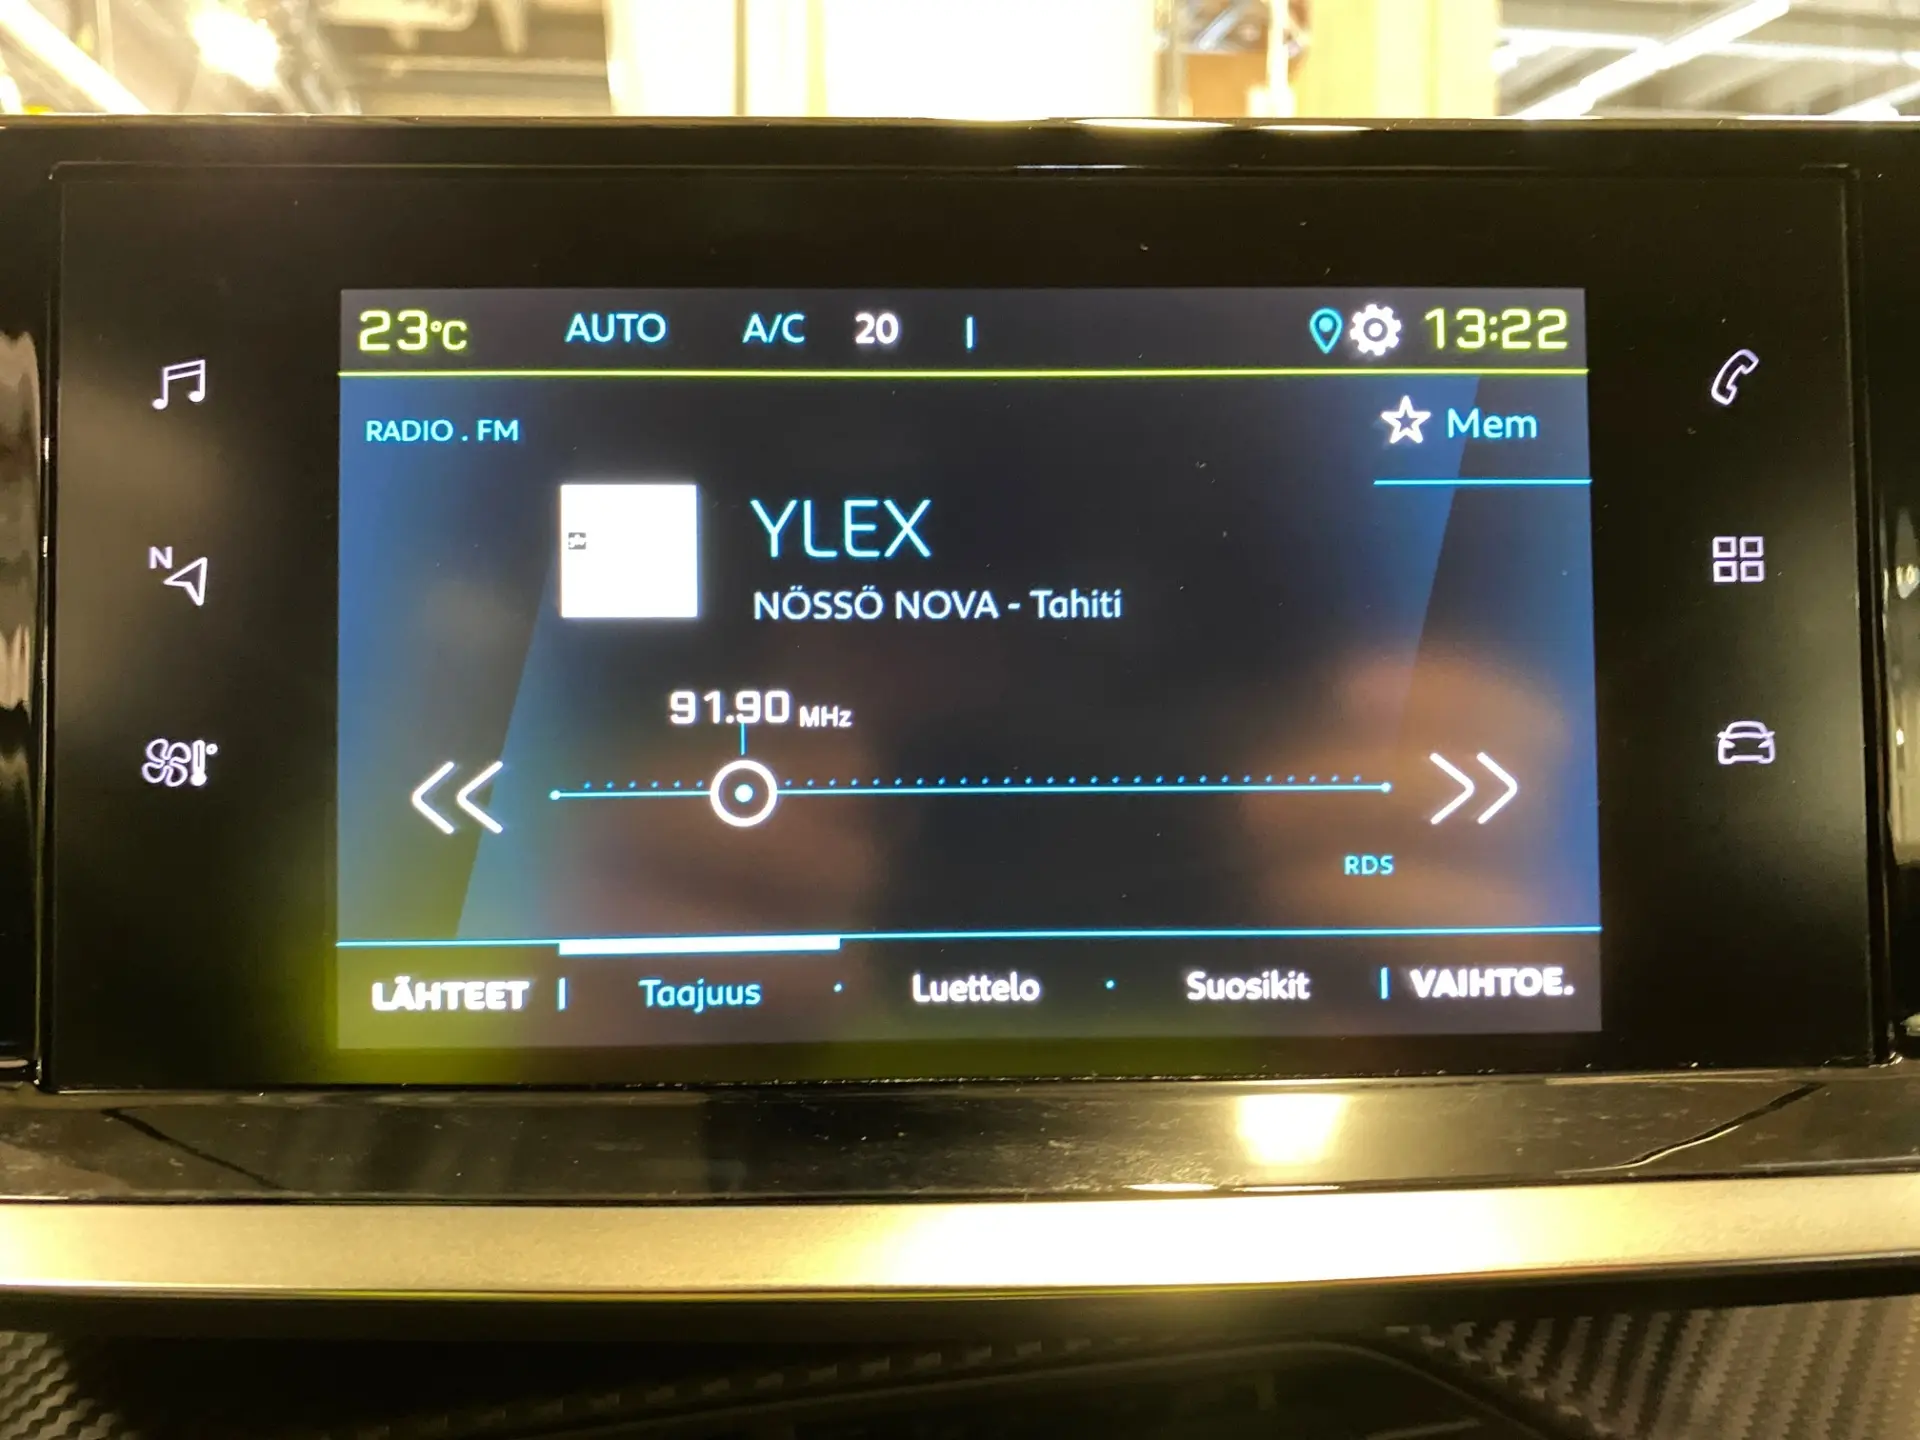 23°C AUTO A/C 20 13:22
RADIO . FM
Mem
YLEX
NÖSSÖ NOVA - Tahiti
N
91.90 MHz
RDS
LÄHTEET Taajuus · Luettelo · Suosikit VAIHTOE.